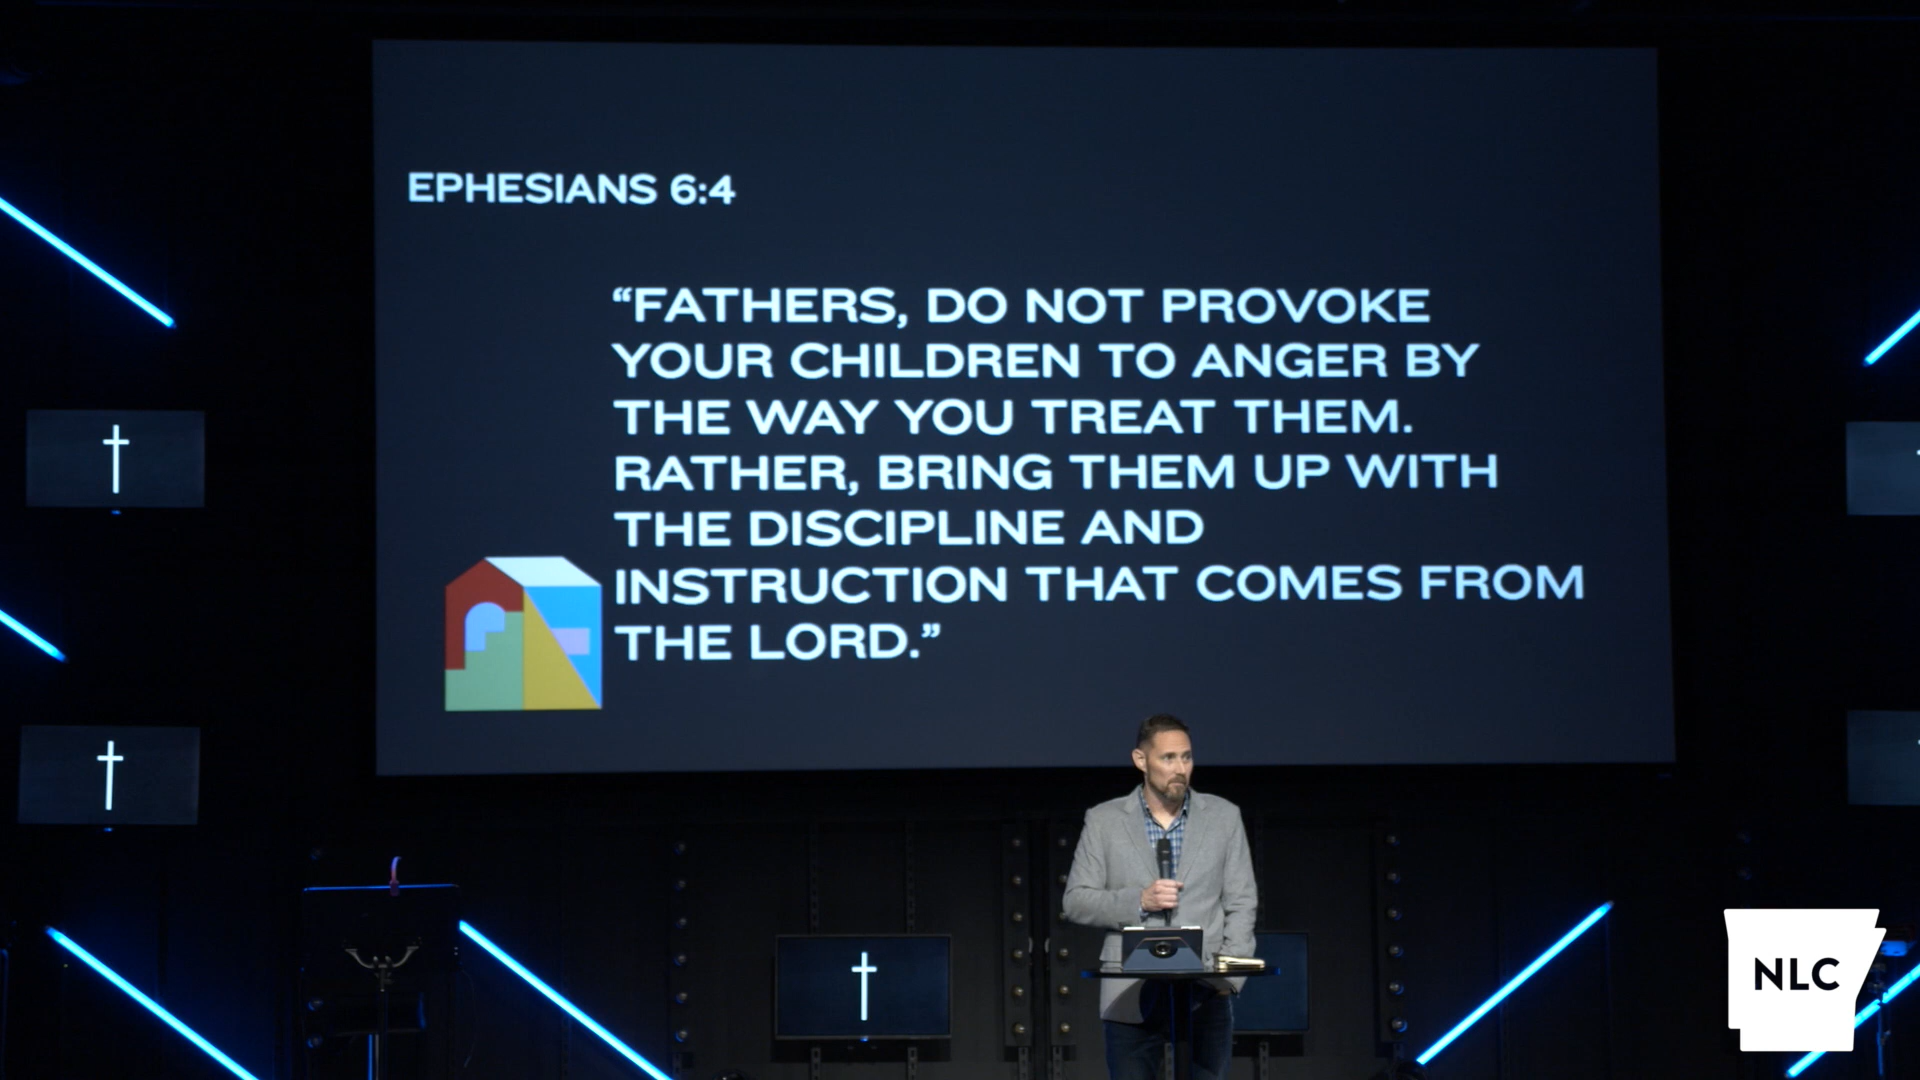 EPHESIANS 6:4
“FATHERS, DO NOT PROVOKE
YOUR CHILDREN TO ANGER BY
THE WAY YOU TREAT THEM.
RATHER, BRING THEM UP WITH
THE DISCIPLINE AND
INSTRUCTION THAT COMES FROM
THE LORD.”
NLC